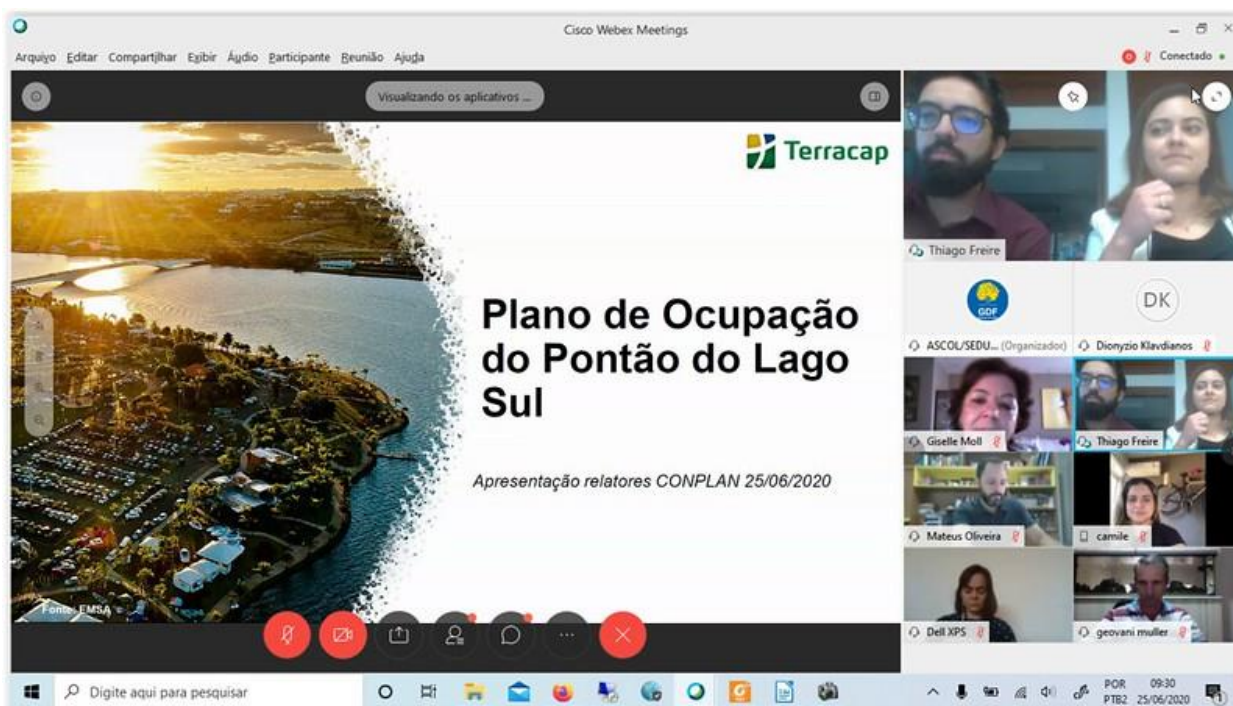 Cisco Webex Meetings
Arquivo Editar Compartilhar Exibir Áudio Participante Reunião Ajuda
Conectado
Visualizando os aplicativos ...
Terracap
Plano de Ocupação
do Pontão do Lago
Sul
Apresentação relatores CONPLAN 25/06/2020
Fonte: EMSA
Thiago Freire
GDF
DK
ASCOL/SEDU... (Organizador)
Dionyzio Klavdianos
Giselle Moll
Thiago Freire
Mateus Oliveira
camile
Dell XPS
geovani muller
Digite aqui para pesquisar
POR
PTB2
09:30
25/06/2020
1